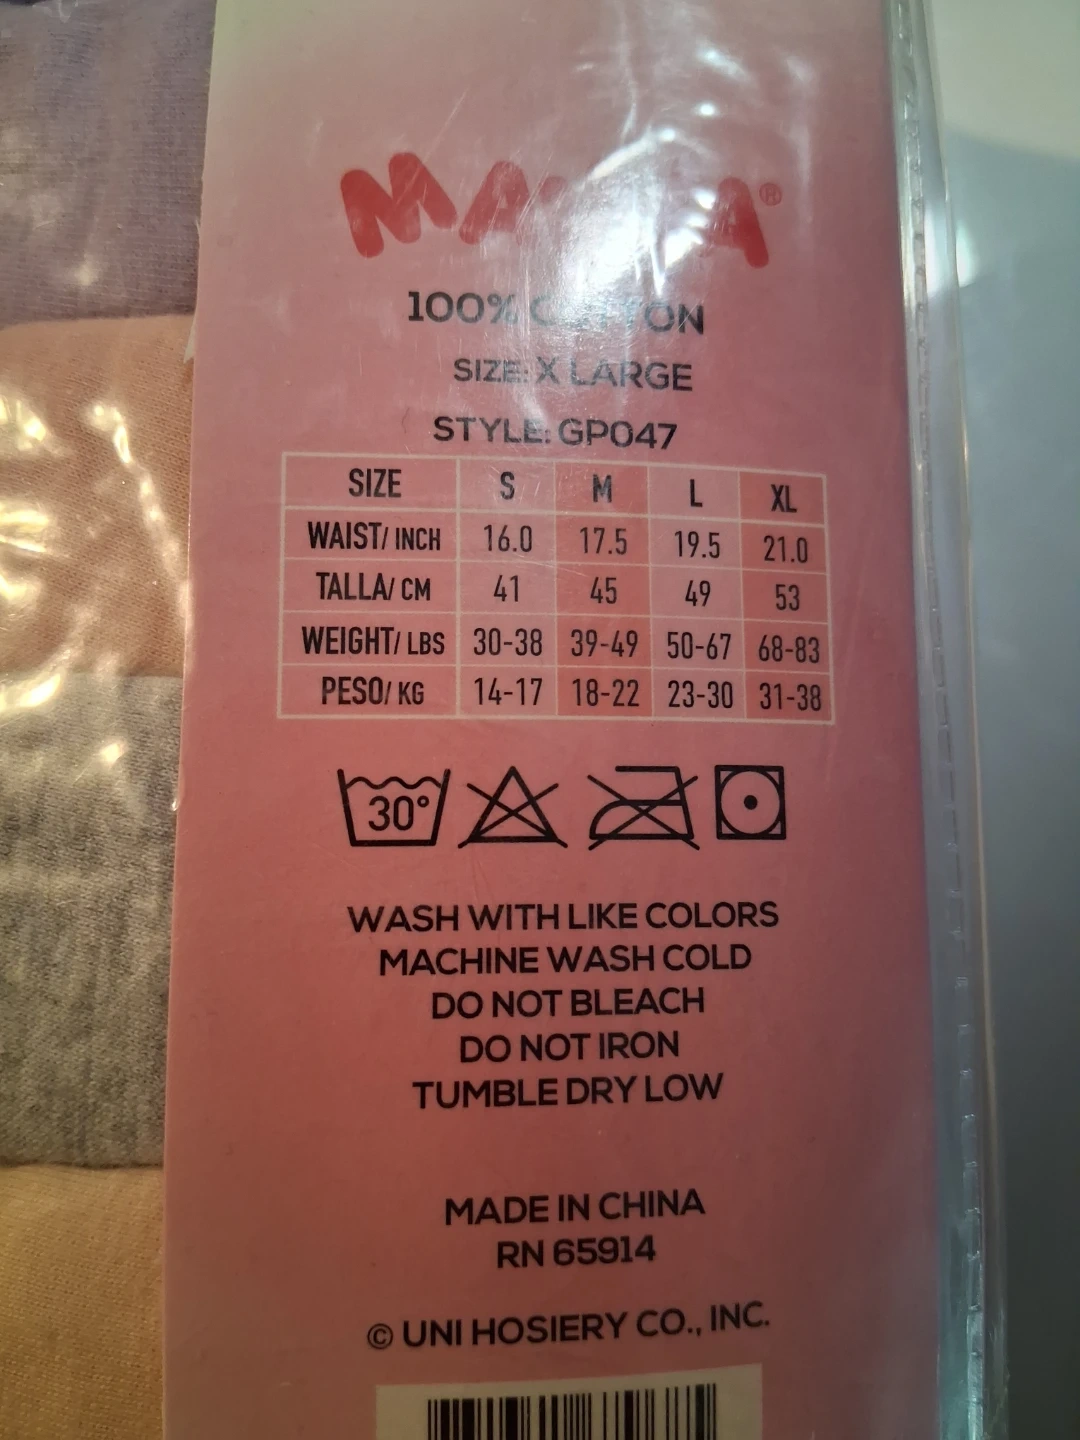 100% COTTON
SIZE: X LARGE
STYLE: GP047
SIZE S M L XL
WAIST/ INCH 16.0 17.5 19.5 21.0
TALLA/ CM 41 45 49 53
WEIGHT/ LBS 30-38 39-49 50-67 68-83
PESO/ KG 14-17 18-22 23-30 31-38
30°
WASH WITH LIKE COLORS
MACHINE WASH COLD
DO NOT BLEACH
DO NOT IRON
TUMBLE DRY LOW
MADE IN CHINA
RN 65914
© UNI HOSIERY CO., INC.